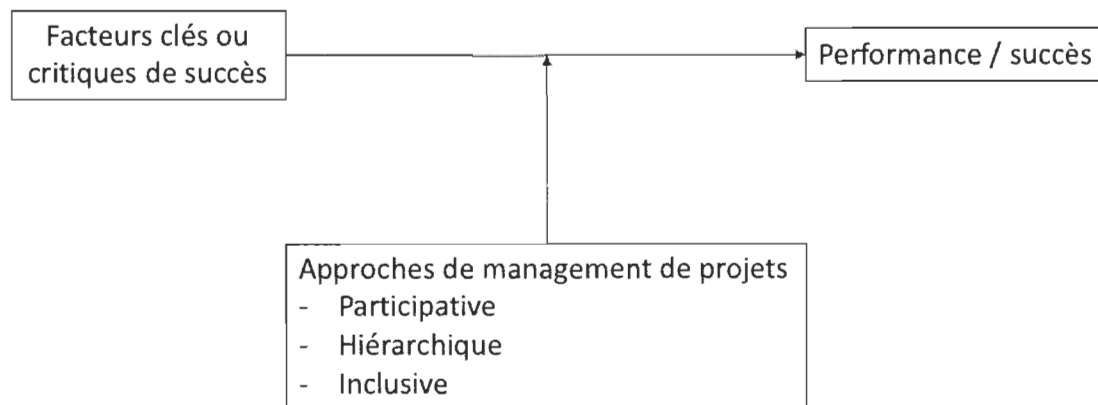 Facteurs clés ou
critiques de succès
Performance / succès
Approches de management de projets
- Participative
- Hiérarchique
- Inclusive